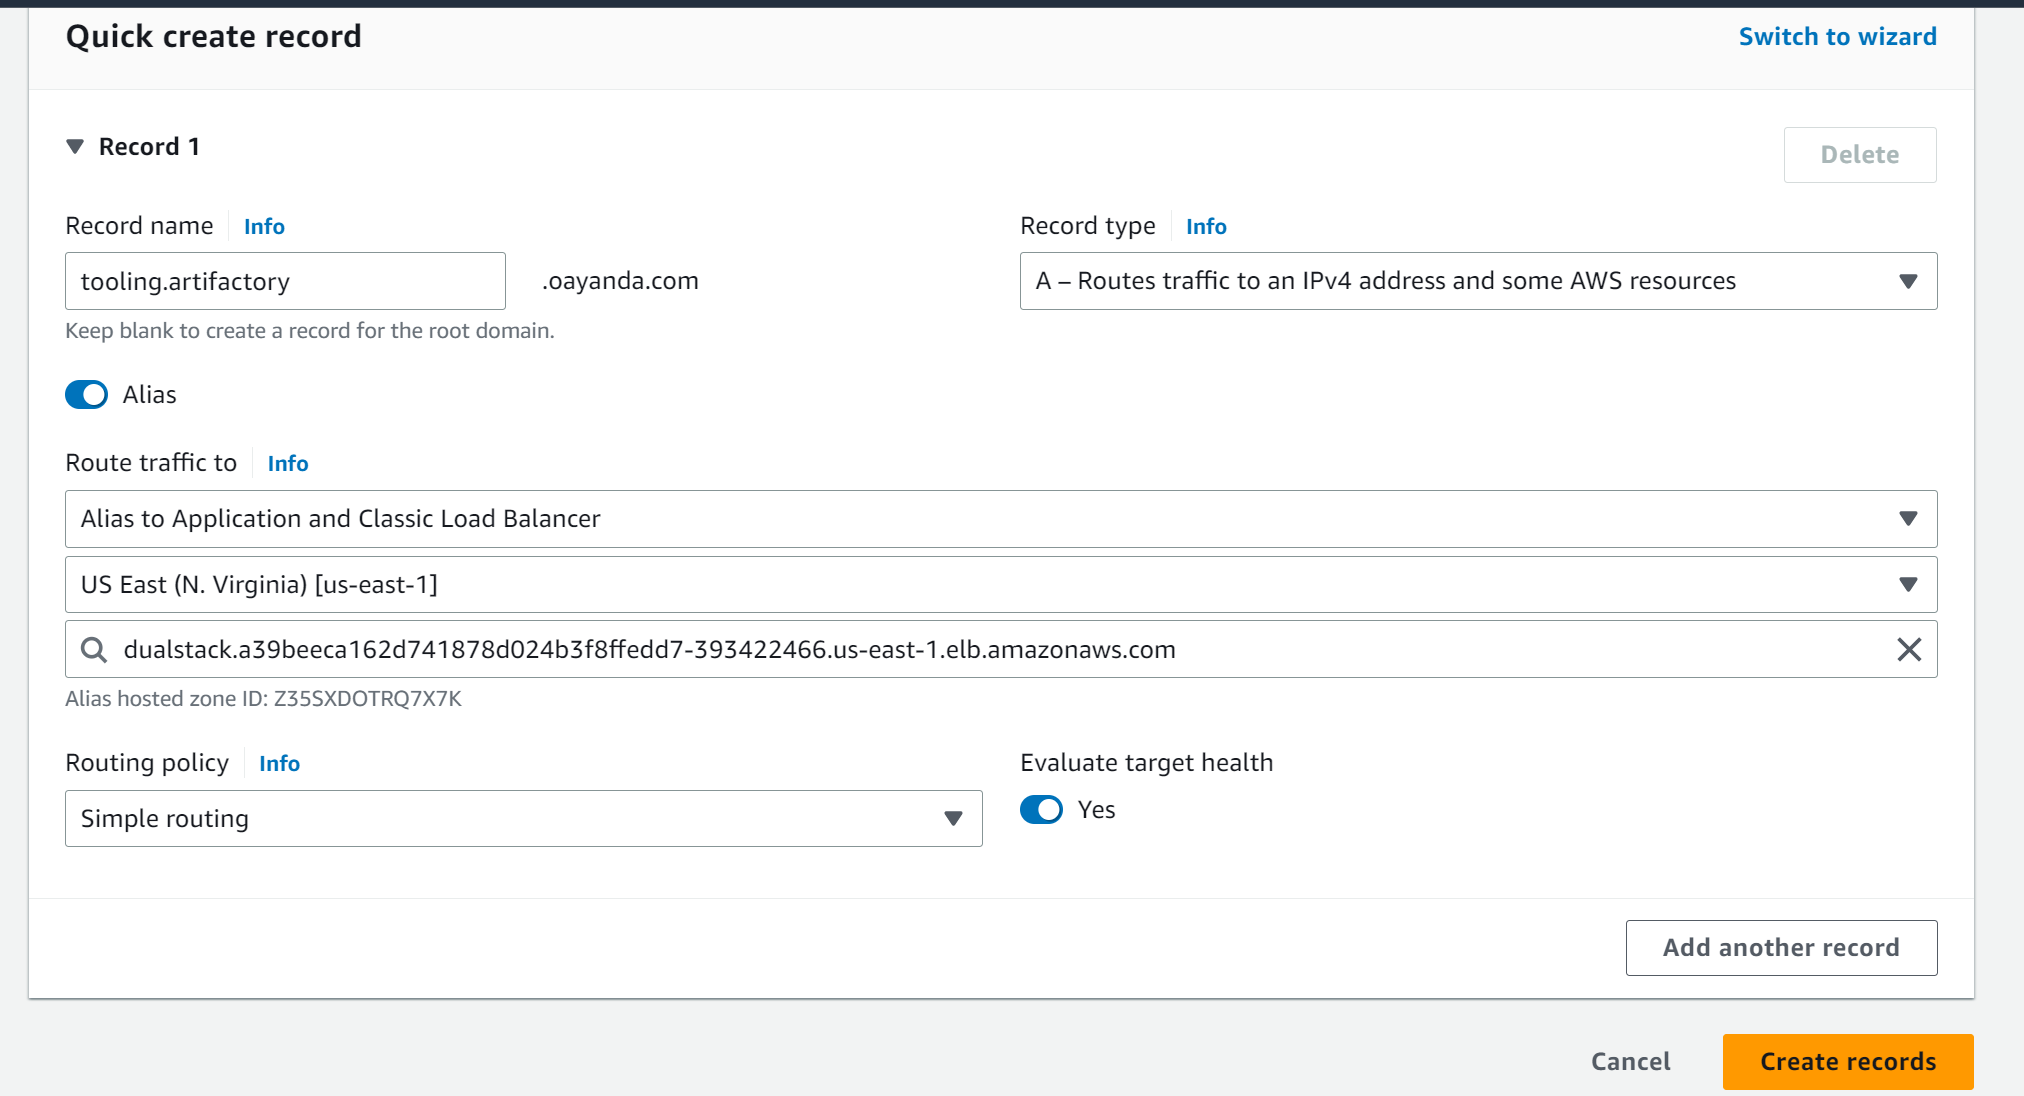 Quick create record
Switch to wizard
Record 1
Delete
Record name Info
tooling.artifactory
.oayanda.com
Keep blank to create a record for the root domain.
Record type Info
A – Routes traffic to an IPv4 address and some AWS resources
Alias
Route traffic to Info
Alias to Application and Classic Load Balancer
US East (N. Virginia) [us-east-1]
dualstack.a39beeca162d741878d024b3f8ffedd7-393422466.us-east-1.elb.amazonaws.com
Alias hosted zone ID: Z35SXDOTRQ7X7K
Routing policy Info
Simple routing
Evaluate target health
Yes
Add another record
Cancel
Create records